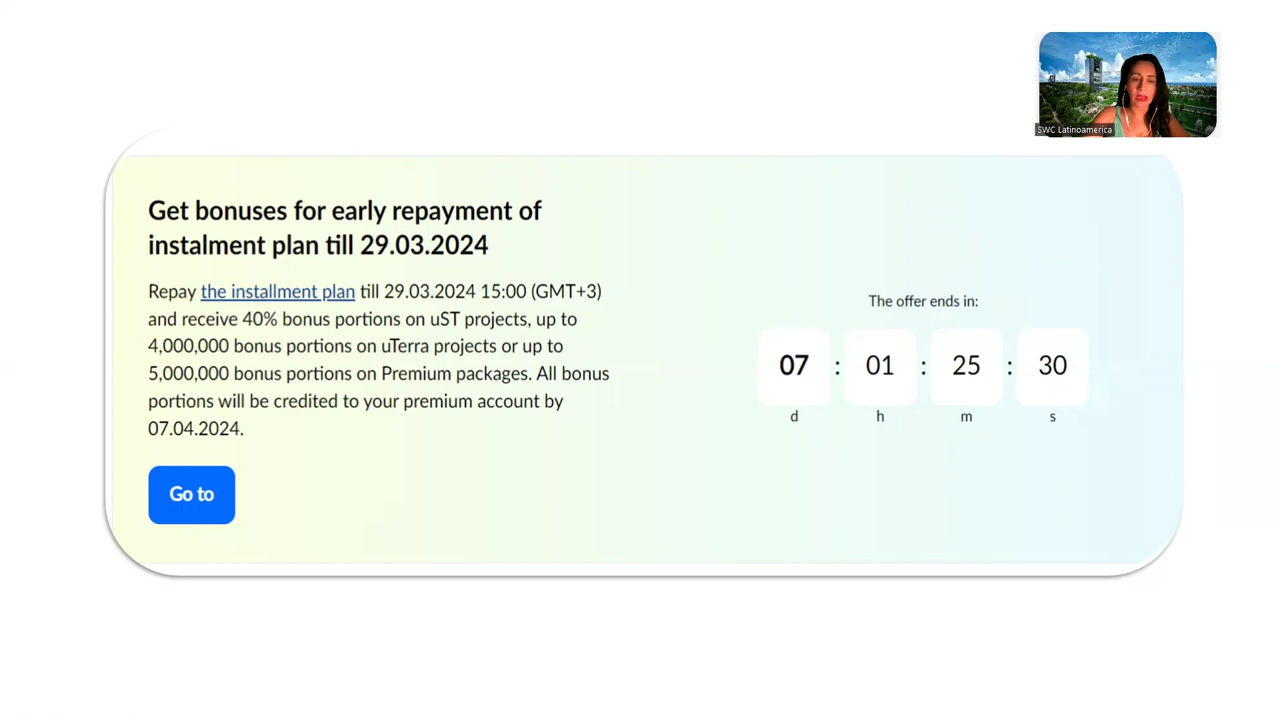 SWC Latinoamerica
Get bonuses for early repayment of
instalment plan till 29.03.2024
Repay the installment plan till 29.03.2024 15:00 (GMT+3)
and receive 40% bonus portions on uST projects, up to
4,000,000 bonus portions on uTerra projects or up to
5,000,000 bonus portions on Premium packages. All bonus
portions will be credited to your premium account by
07.04.2024.
Go to
The offer ends in:
07 : 01 : 25 : 30
d h m s